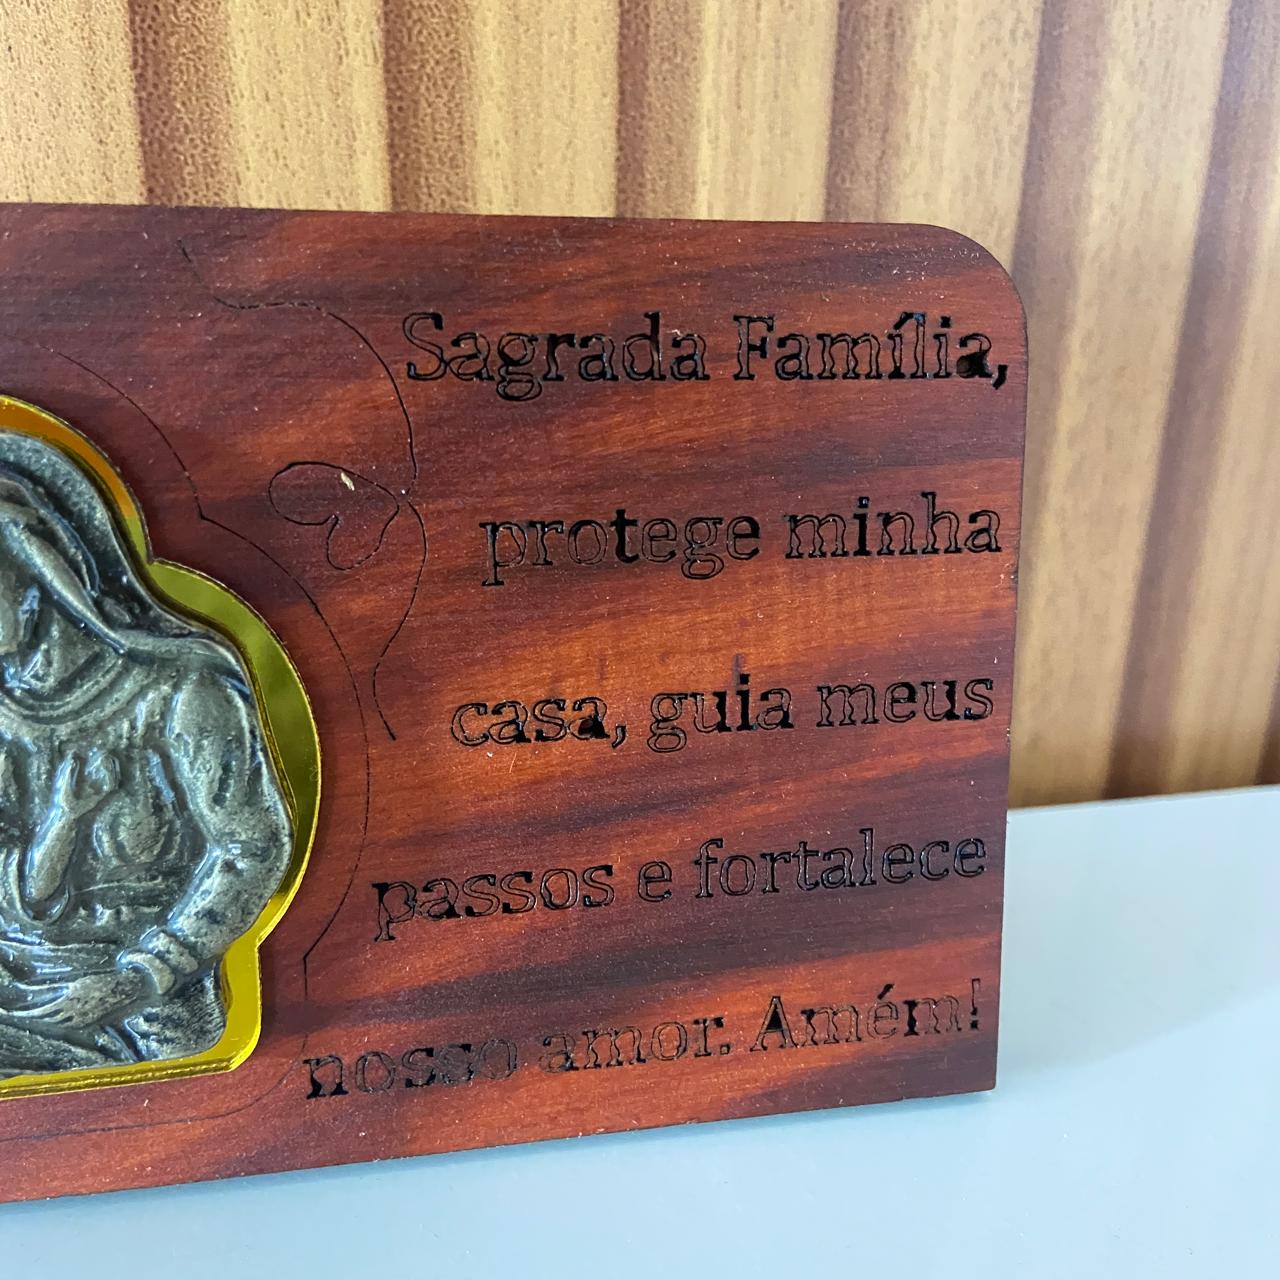 Sagrada Família,
protege minha
casa, guia meus
passos e fortalece
nosso amor. Amém!